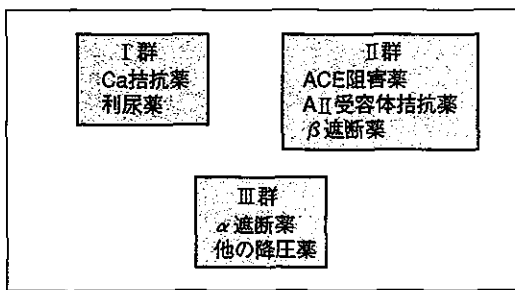 Ⅰ群
Ca拮抗薬
利尿薬
Ⅱ群
ACE阻害薬
AⅡ受容体拮抗薬
β遮断薬
Ⅲ群
α遮断薬
他の降圧薬